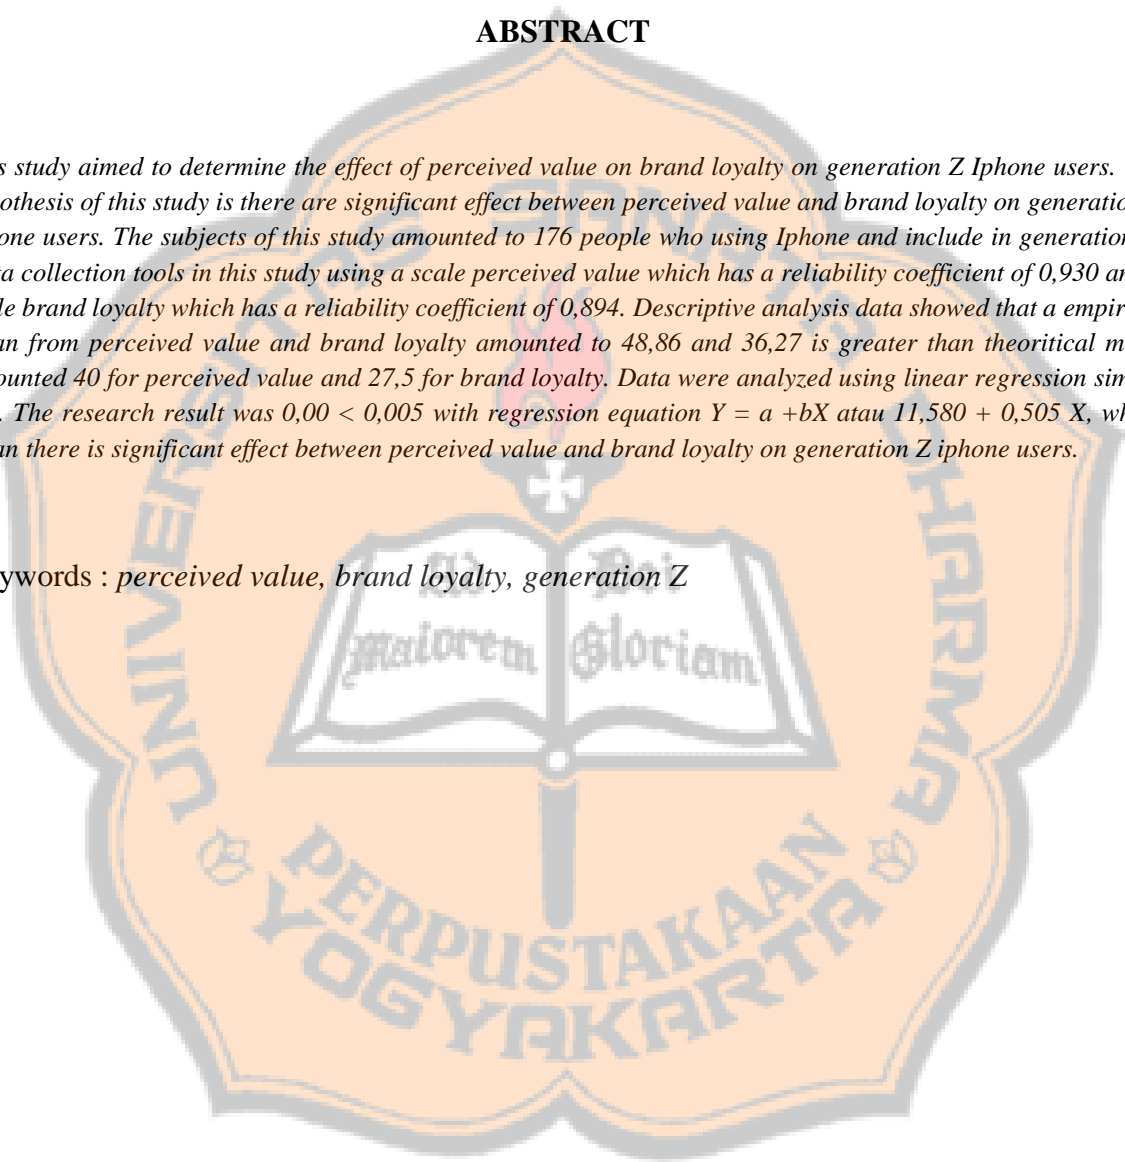 ABSTRACT
s study aimed to determine the effect of perceived value on brand loyalty on generation Z Iphone users.
othesis of this study is there are significant effect between perceived value and brand loyalty on generatio
one users. The subjects of this study amounted to 176 people who using Iphone and include in generation
ta collection tools in this study using a scale perceived value which has a reliability coefficient of 0,930 an
le brand loyalty which has a reliability coefficient of 0,894. Descriptive analysis data showed that a empir
an from perceived value and brand loyalty amounted to 48,86 and 36,27 is greater than theoritical m
ounted 40 for perceived value and 27,5 for brand loyalty. Data were analyzed using linear regression sim
. The research result was 0,00 < 0,005 with regression equation Y = a +bX atau 11,580 + 0,505 X, wh
an there is significant effect between perceived value and brand loyalty on generation Z iphone users.
ywords : perceived value, brand loyalty, generation Z
UNIVERSITAS SANATA DHARMA
Ad Dei
Maiorem Gloriam
PERPUSTAKAAN
YOGYAKARTA